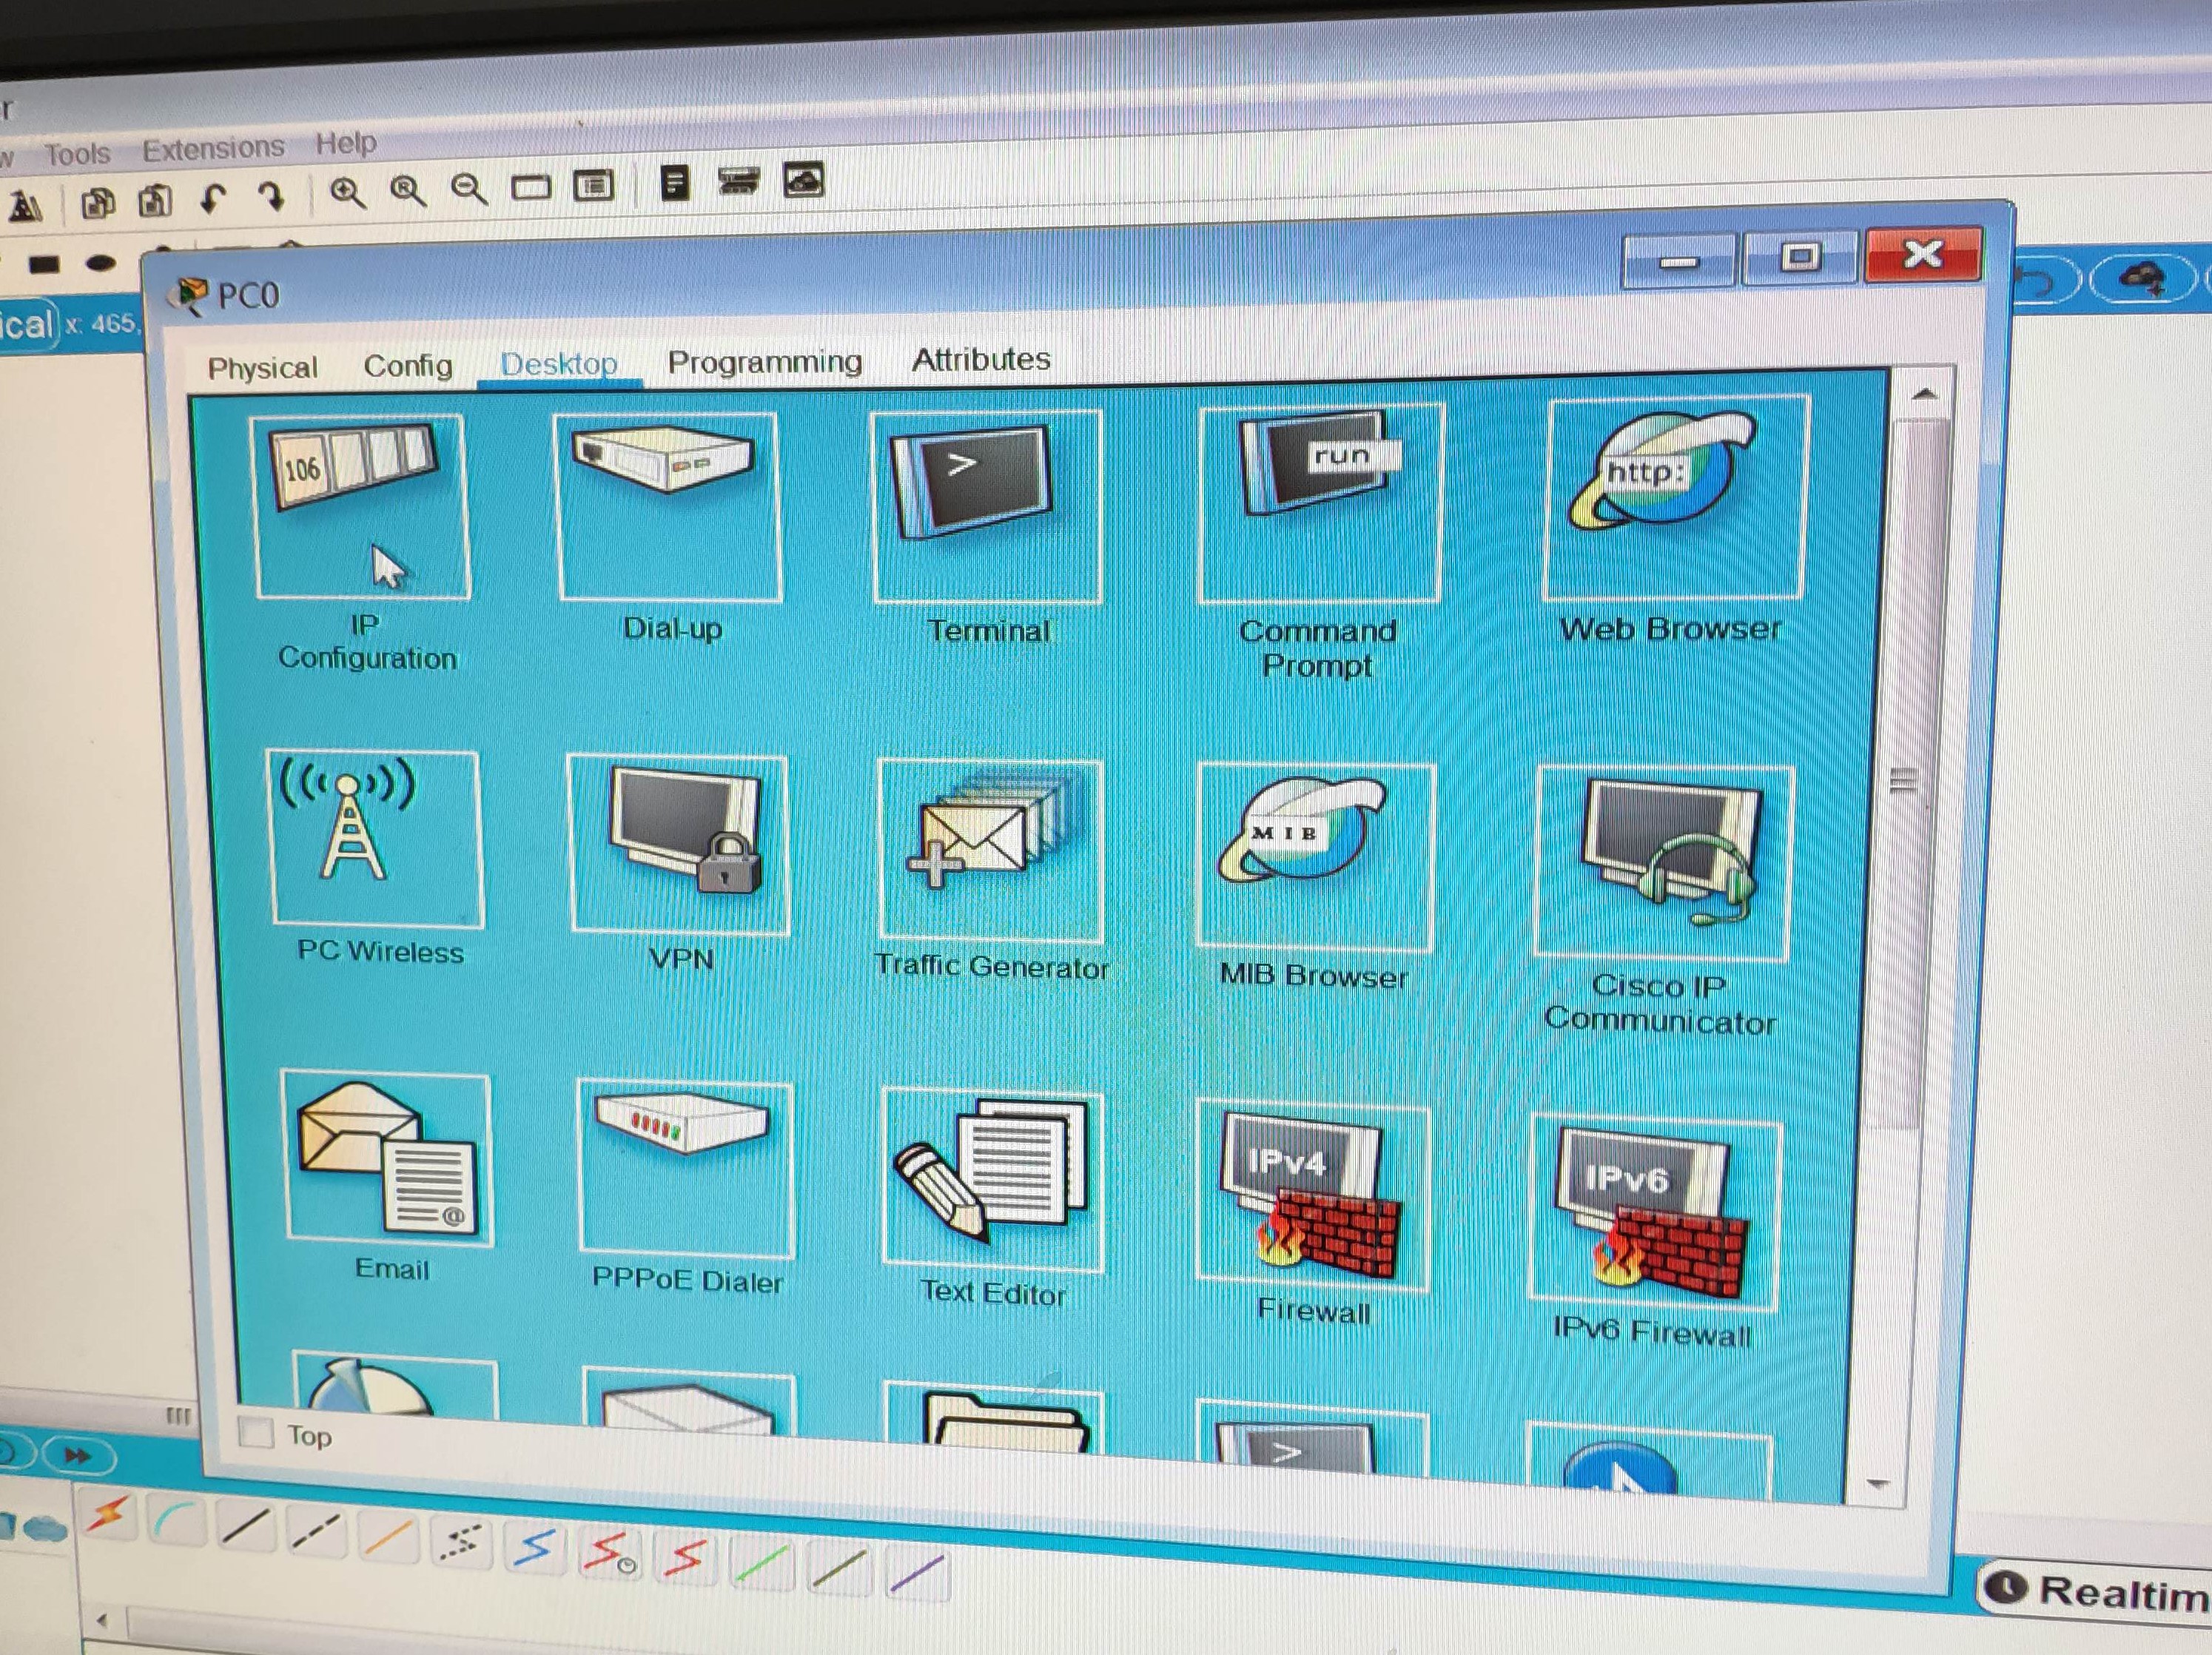 r
w Tools Extensions Help
PC0
ical x: 465,
Physical Config Desktop Programming Attributes
106
>
run
http:
IP
Configuration
Dial-up
Terminal
Command
Prompt
Web Browser
MIB
PC Wireless
VPN
Traffic Generator
MIB Browser
Cisco IP
Communicator
@
IPv4
IPv6
Email
PPPoE Dialer
Text Editor
Firewall
IPv6 Firewall
>
Top
Realtim